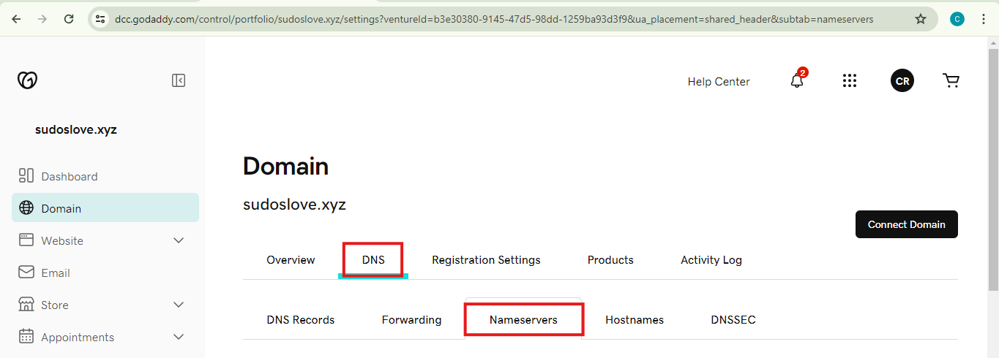 dcc.godaddy.com/control/portfolio/sudoslove.xyz/settings?ventureId=b3e30380-9145-47d5-98dd-1259ba93d3f9&ua_placement=shared_header&subtab=nameservers
C
Help Center
2
CR
sudoslove.xyz
Dashboard
Domain
Website
Email
Store
Appointments
Domain
sudoslove.xyz
Connect Domain
Overview DNS Registration Settings Products Activity Log
DNS Records Forwarding Nameservers Hostnames DNSSEC